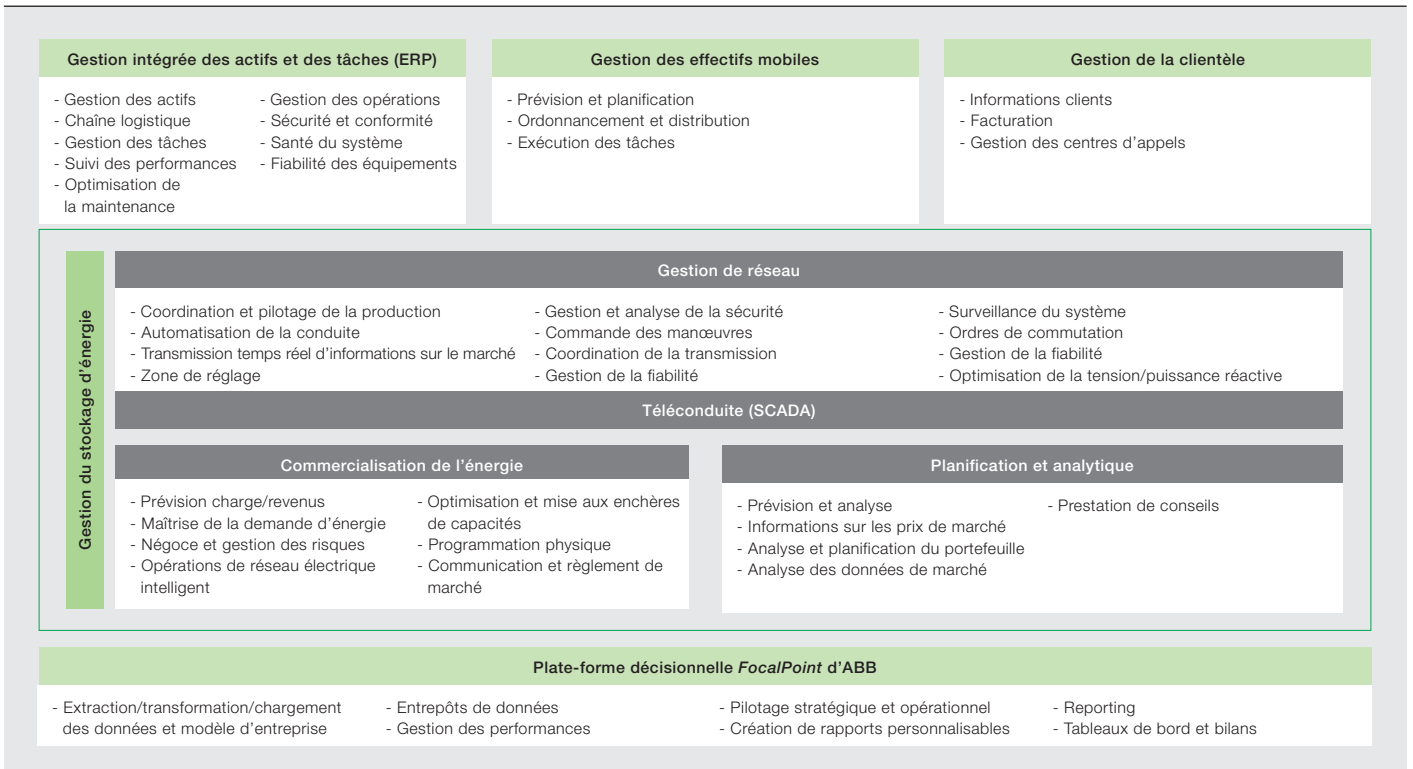 Gestion intégrée des actifs et des tâches (ERP)
- Gestion des actifs
- Chaîne logistique
- Gestion des tâches
- Suivi des performances
- Optimisation de
la maintenance
- Gestion des opérations
- Sécurité et conformité
- Santé du système
- Fiabilité des équipements
Gestion des effectifs mobiles
- Prévision et planification
- Ordonnancement et distribution
- Exécution des tâches
Gestion de la clientèle
- Informations clients
- Facturation
- Gestion des centres d'appels
Gestion du stockage d'énergie
Gestion de réseau
- Coordination et pilotage de la production
- Automatisation de la conduite
- Transmission temps réel d'informations sur le marché
- Zone de réglage
- Gestion et analyse de la sécurité
- Commande des manœuvres
- Coordination de la transmission
- Gestion de la fiabilité
- Surveillance du système
- Ordres de commutation
- Gestion de la fiabilité
- Optimisation de la tension/puissance réactive
Téléconduite (SCADA)
Commercialisation de l'énergie
- Prévision charge/revenus
- Maîtrise de la demande d'énergie
- Négoce et gestion des risques
- Opérations de réseau électrique
intelligent
- Optimisation et mise aux enchères
de capacités
- Programmation physique
- Communication et règlement de
marché
Planification et analytique
- Prévision et analyse
- Informations sur les prix de marché
- Analyse et planification du portefeuille
- Analyse des données de marché
- Prestation de conseils
Plate-forme décisionnelle FocalPoint d'ABB
- Extraction/transformation/chargement
des données et modèle d'entreprise
- Entrepôts de données
- Gestion des performances
- Pilotage stratégique et opérationnel
- Création de rapports personnalisables
- Reporting
- Tableaux de bord et bilans